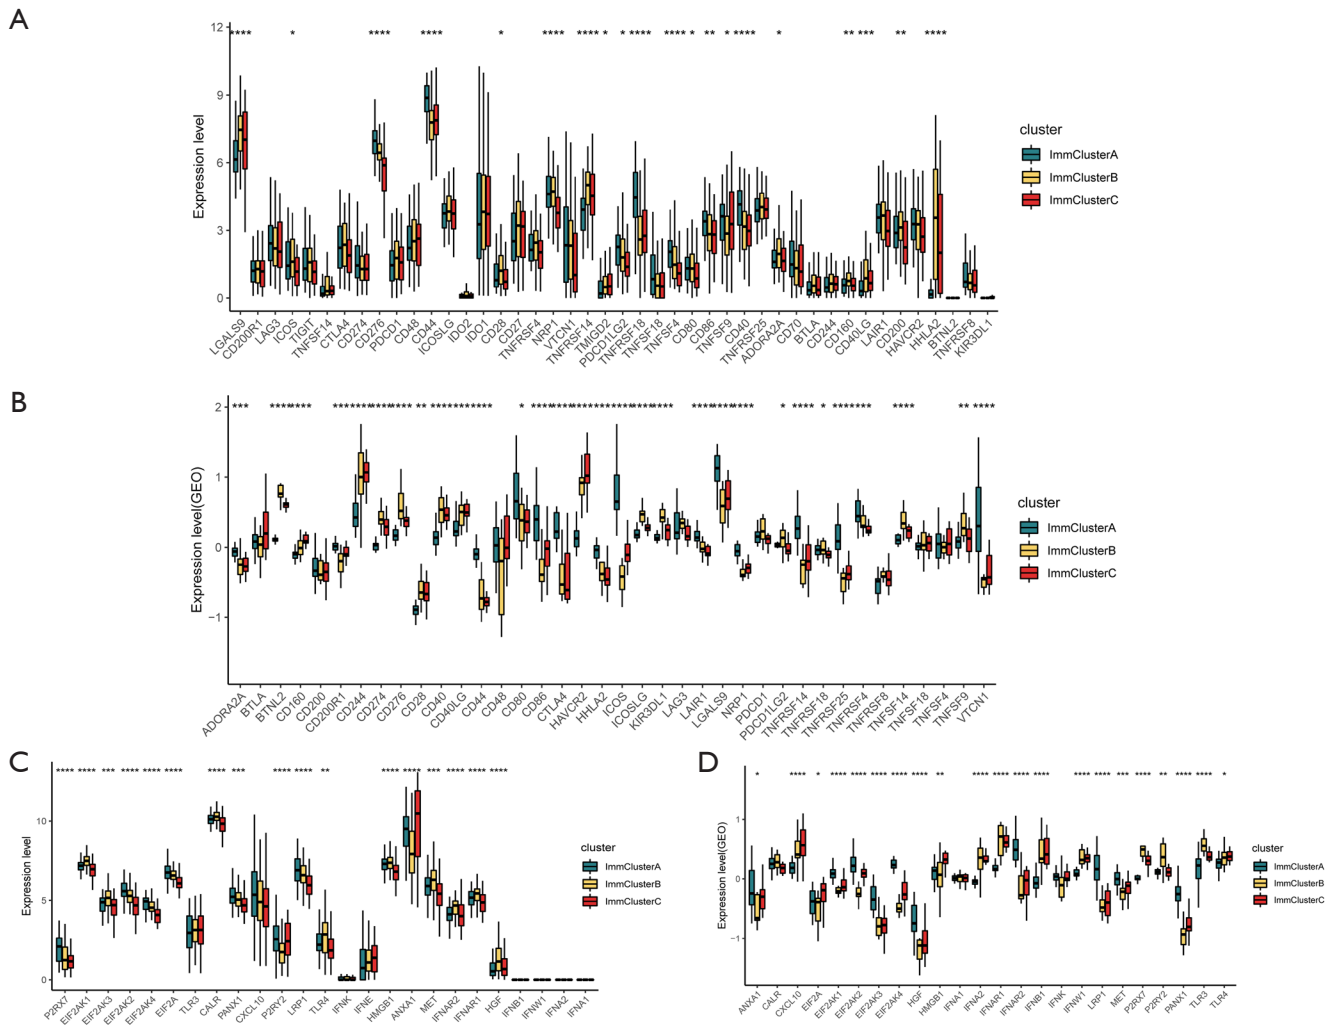 A
Expression level
12
9
6
3
0
**** * **** **** * **** **** * * **** **** * ** * **** * ** *** ** ****
LGALS9 CD200R1 LAG3 ICOS TIGIT TNFSF14 CTLA4 CD274 CD276 PDCD1 CD48 CD44 ICOSLG IDO2 IDO1 CD28 CD27 TNFRSF4 NRP1 VTCN1 TNFRSF14 TMIGD2 PDCD1LG2 TNFRSF18 TNFSF18 TNFSF4 CD80 CD86 TNFSF9 CD40 TNFRSF25 ADORA2A CD70 BTLA CD244 CD160 CD40LG LAIR1 CD200 HAVCR2 HHLA2 BTNL2 TNFRSF8 KIR3DL1
cluster
ImmClusterA
ImmClusterB
ImmClusterC
B
Expression level(GEO)
2
1
0
−1
ADORA2A BTLA BTNL2 CD160 CD200 CD200R1 CD244 CD274 CD276 CD28 CD40 CD40LG CD44 CD48 CD80 CD86 CTLA4 HAVCR2 HHLA2 ICOS ICOSLG KIR3DL1 LAG3 LAIR1 LGALS9 NRP1 PDCD1 PDCD1LG2 TNFRSF14 TNFRSF18 TNFRSF25 TNFRSF4 TNFRSF8 TNFSF14 TNFSF18 TNFSF4 TNFSF9 VTCN1
cluster
ImmClusterA
ImmClusterB
ImmClusterC
C
Expression level
10
5
0
**** **** *** **** **** **** **** *** **** **** ** **** **** *** **** **** ****
P2RX7 EIF2AK1 EIF2AK3 EIF2AK2 EIF2AK4 EIF2A TLR3 CALR PANX1 CXCL10 P2RY2 LRP1 TLR4 IFNK IFNE HMGB1 ANXA1 MET IFNAR2 IFNAR1 HGF IFNB1 IFNW1 IFNA2 IFNA1
cluster
ImmClusterA
ImmClusterB
ImmClusterC
D
Expression level(GEO)
1
0
−1
* **** * **** **** **** **** **** ** **** **** **** **** **** **** *** *** ** **** **** *
ANXA1 CALR CXCL10 EIF2A EIF2AK1 EIF2AK2 EIF2AK3 EIF2AK4 HGF HMGB1 IFNA1 IFNA2 IFNAR1 IFNAR2 IFNB1 IFNK IFNW1 LRP1 MET P2RX7 P2RY2 PANX1 TLR3 TLR4
cluster
ImmClusterA
ImmClusterB
ImmClusterC